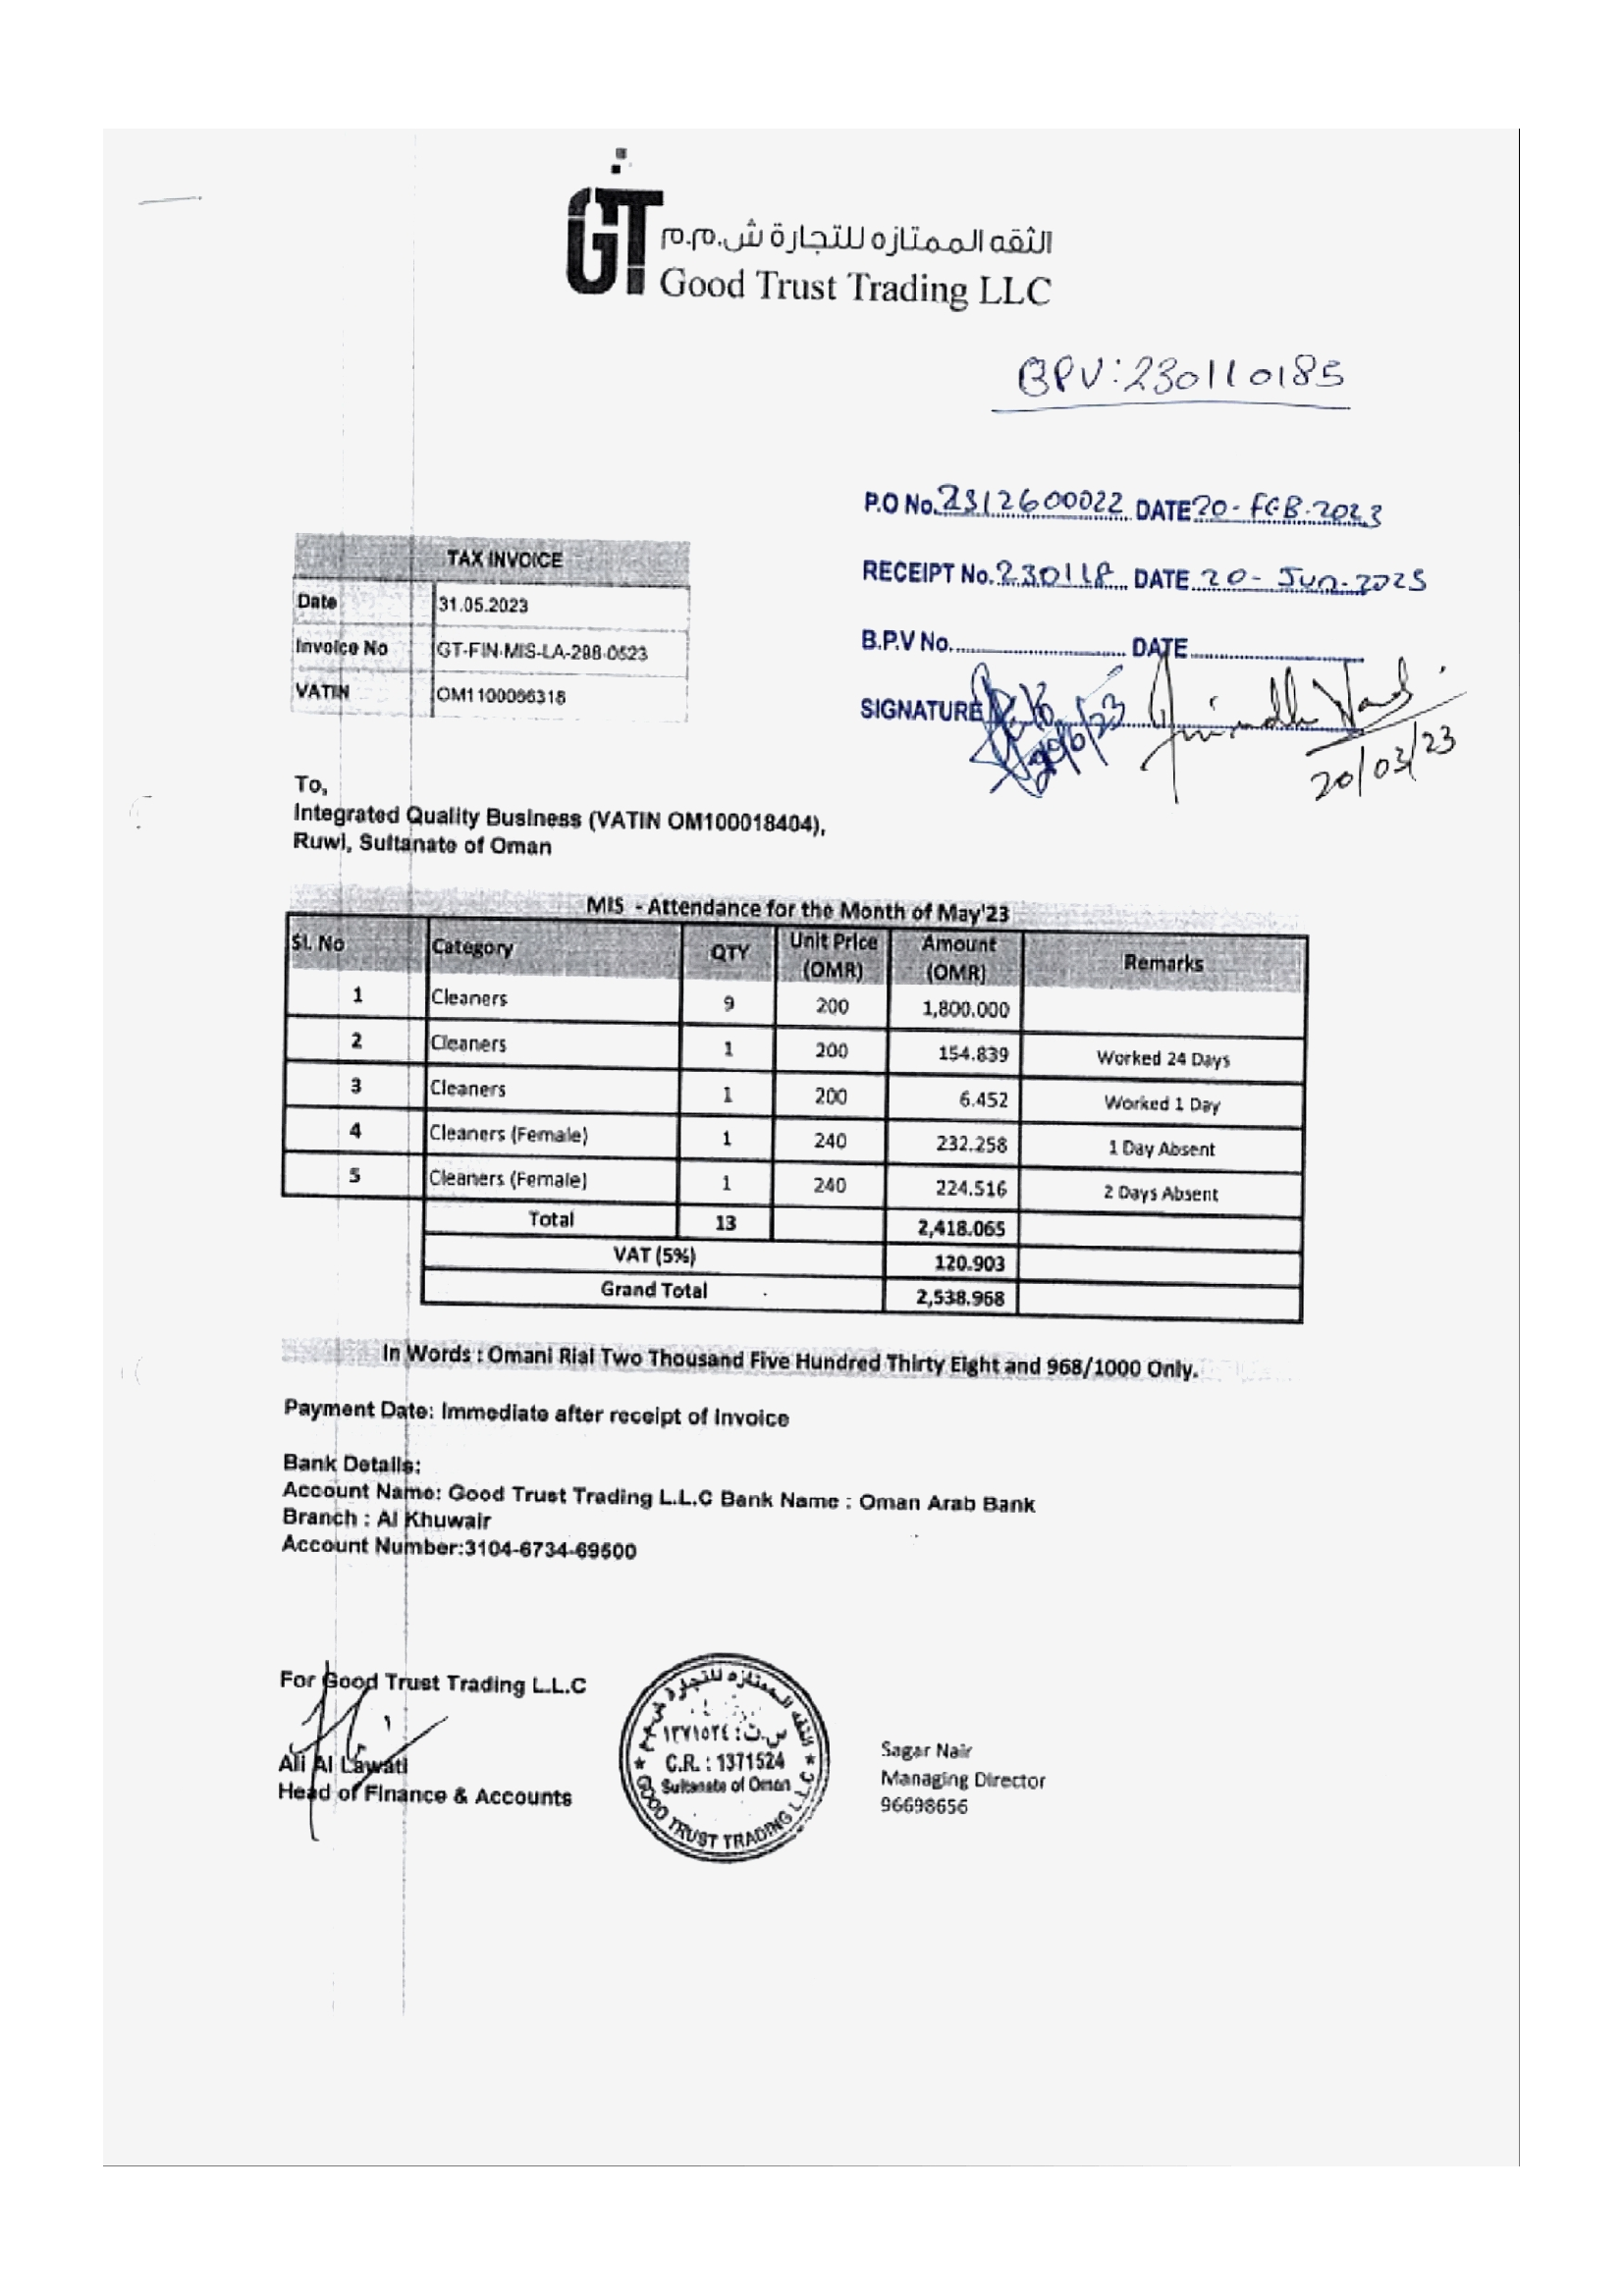 GT
الثقه الممتازه للتجارة ش.م.م
Good Trust Trading LLC
BPV:230110185
P.O No. 2312600022 DATE 20-FEB-2023
RECEIPT No. 230118 DATE 20-Jun-2023
B.P.V No. DATE
SIGNATURE
20/6/23
20/03/23
TAX INVOICE
Date 31.05.2023
Invoice No GT-FIN-MIS-LA-298-0523
VATIN OM1100086318
To,
Integrated Quality Business (VATIN OM100018404),
Ruwi, Sultanate of Oman
MIS - Attendance for the Month of May'23
Sl. No Category QTY Unit Price (OMR) Amount (OMR) Remarks
1 Cleaners 9 200 1,800.000
2 Cleaners 1 200 154.839 Worked 24 Days
3 Cleaners 1 200 6.452 Worked 1 Day
4 Cleaners (Female) 1 240 232.258 1 Day Absent
5 Cleaners (Female) 1 240 224.516 2 Days Absent
Total 13 2,418.065
VAT (5%) 120.903
Grand Total 2,538.968
In Words : Omani Rial Two Thousand Five Hundred Thirty Eight and 968/1000 Only.
Payment Date: Immediate after receipt of Invoice
Bank Details:
Account Name: Good Trust Trading L.L.C Bank Name : Oman Arab Bank
Branch : Al Khuwair
Account Number:3104-6734-69500
For Good Trust Trading L.L.C
Ali Al Lawati
Head of Finance & Accounts
الثقه الممتازه للتجارة ش.م.م
س.ت: ١٣٧١٥٢٤
C.R. : 1371524
Sultanate of Oman
GOOD TRUST TRADING L.L.C
Sagar Nair
Managing Director
96698656